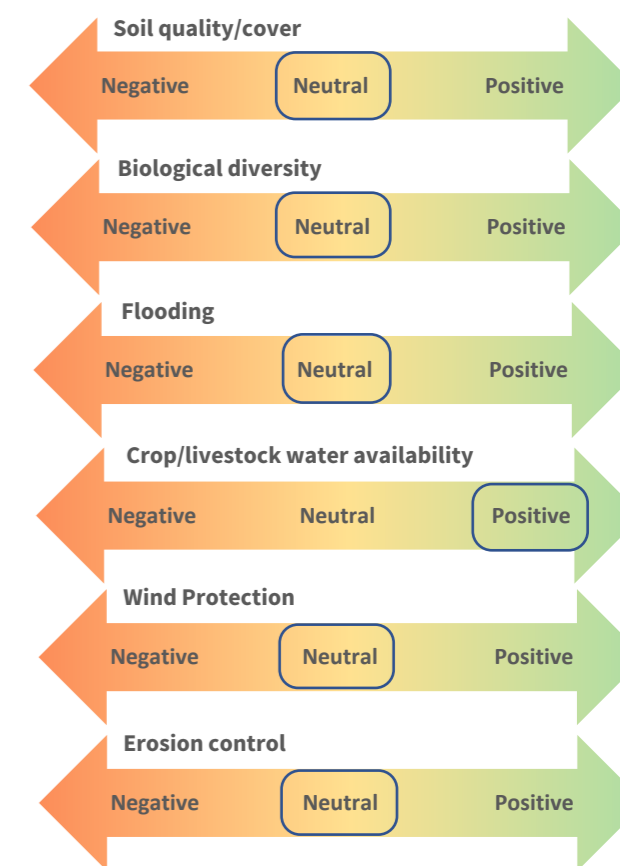 Soil quality/cover
Negative Neutral Positive
Biological diversity
Negative Neutral Positive
Flooding
Negative Neutral Positive
Crop/livestock water availability
Negative Neutral Positive
Wind Protection
Negative Neutral Positive
Erosion control
Negative Neutral Positive